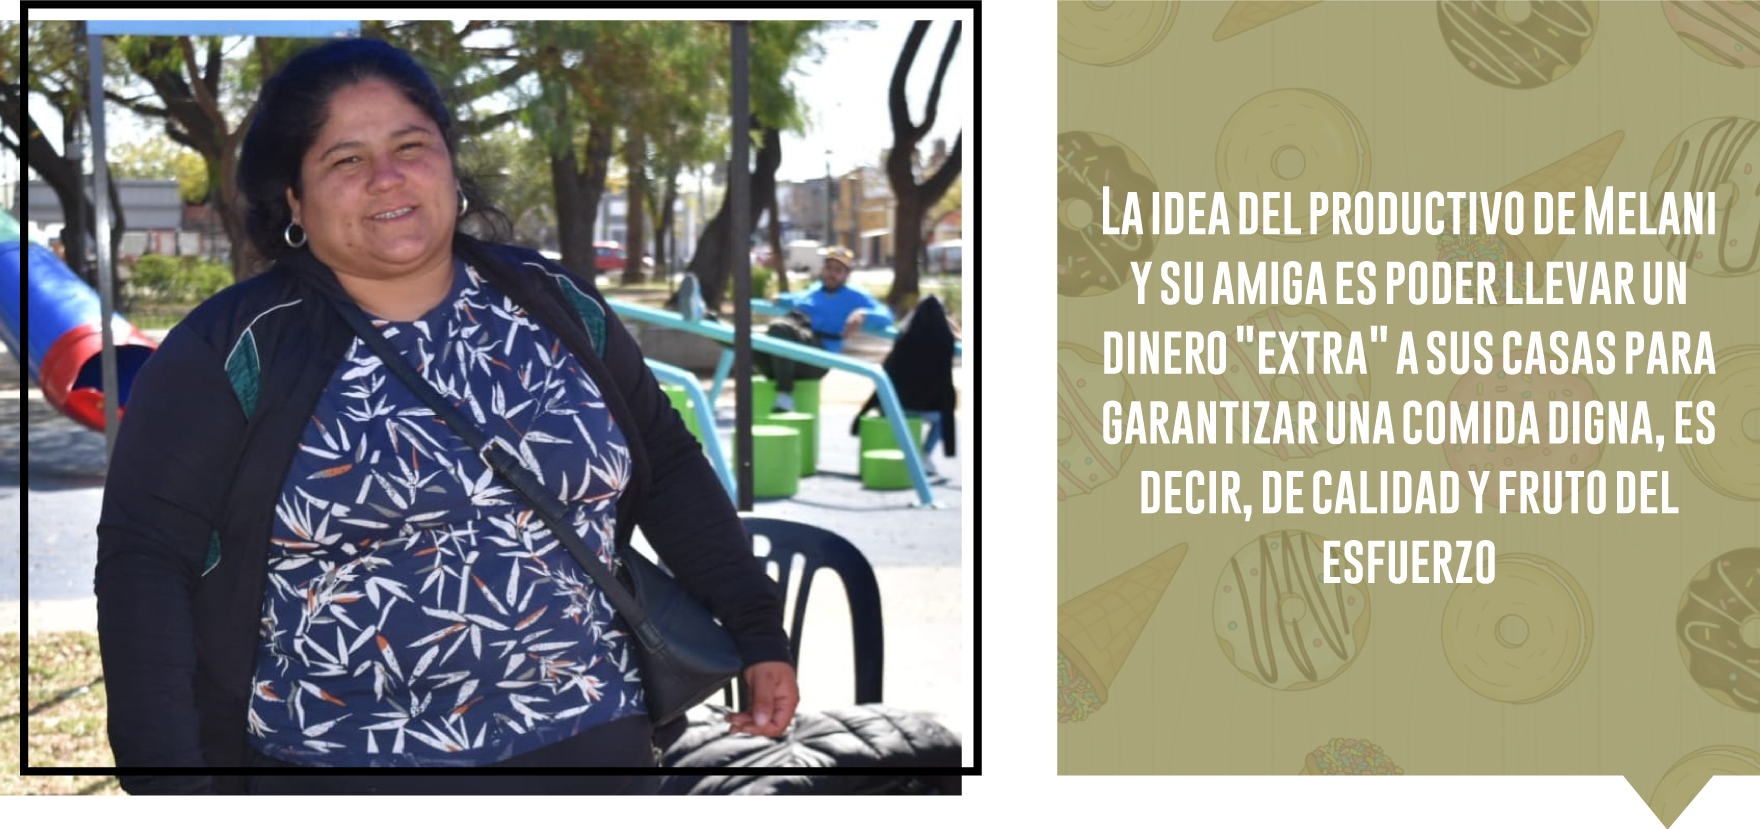 La idea del productivo de Melani
y su amiga es poder llevar un
dinero "extra" a sus casas para
garantizar una comida digna, es
decir, de calidad y fruto del
esfuerzo